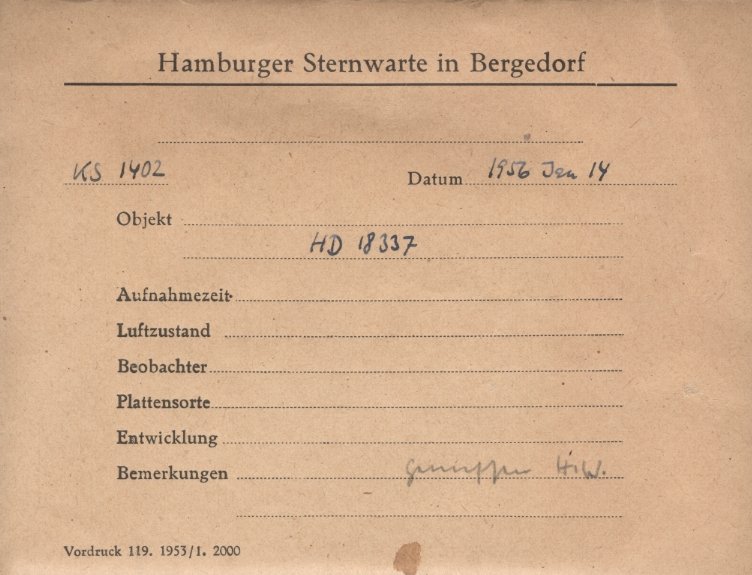 Hamburger Sternwarte in Bergedorf
KS 1402
Datum 1956 Jan 14
Objekt
HD 18337
Aufnahmezeit
Luftzustand
Beobachter
Plattensorte
Entwicklung
Bemerkungen gemessen H.W.
Vordruck 119. 1953/1. 2000